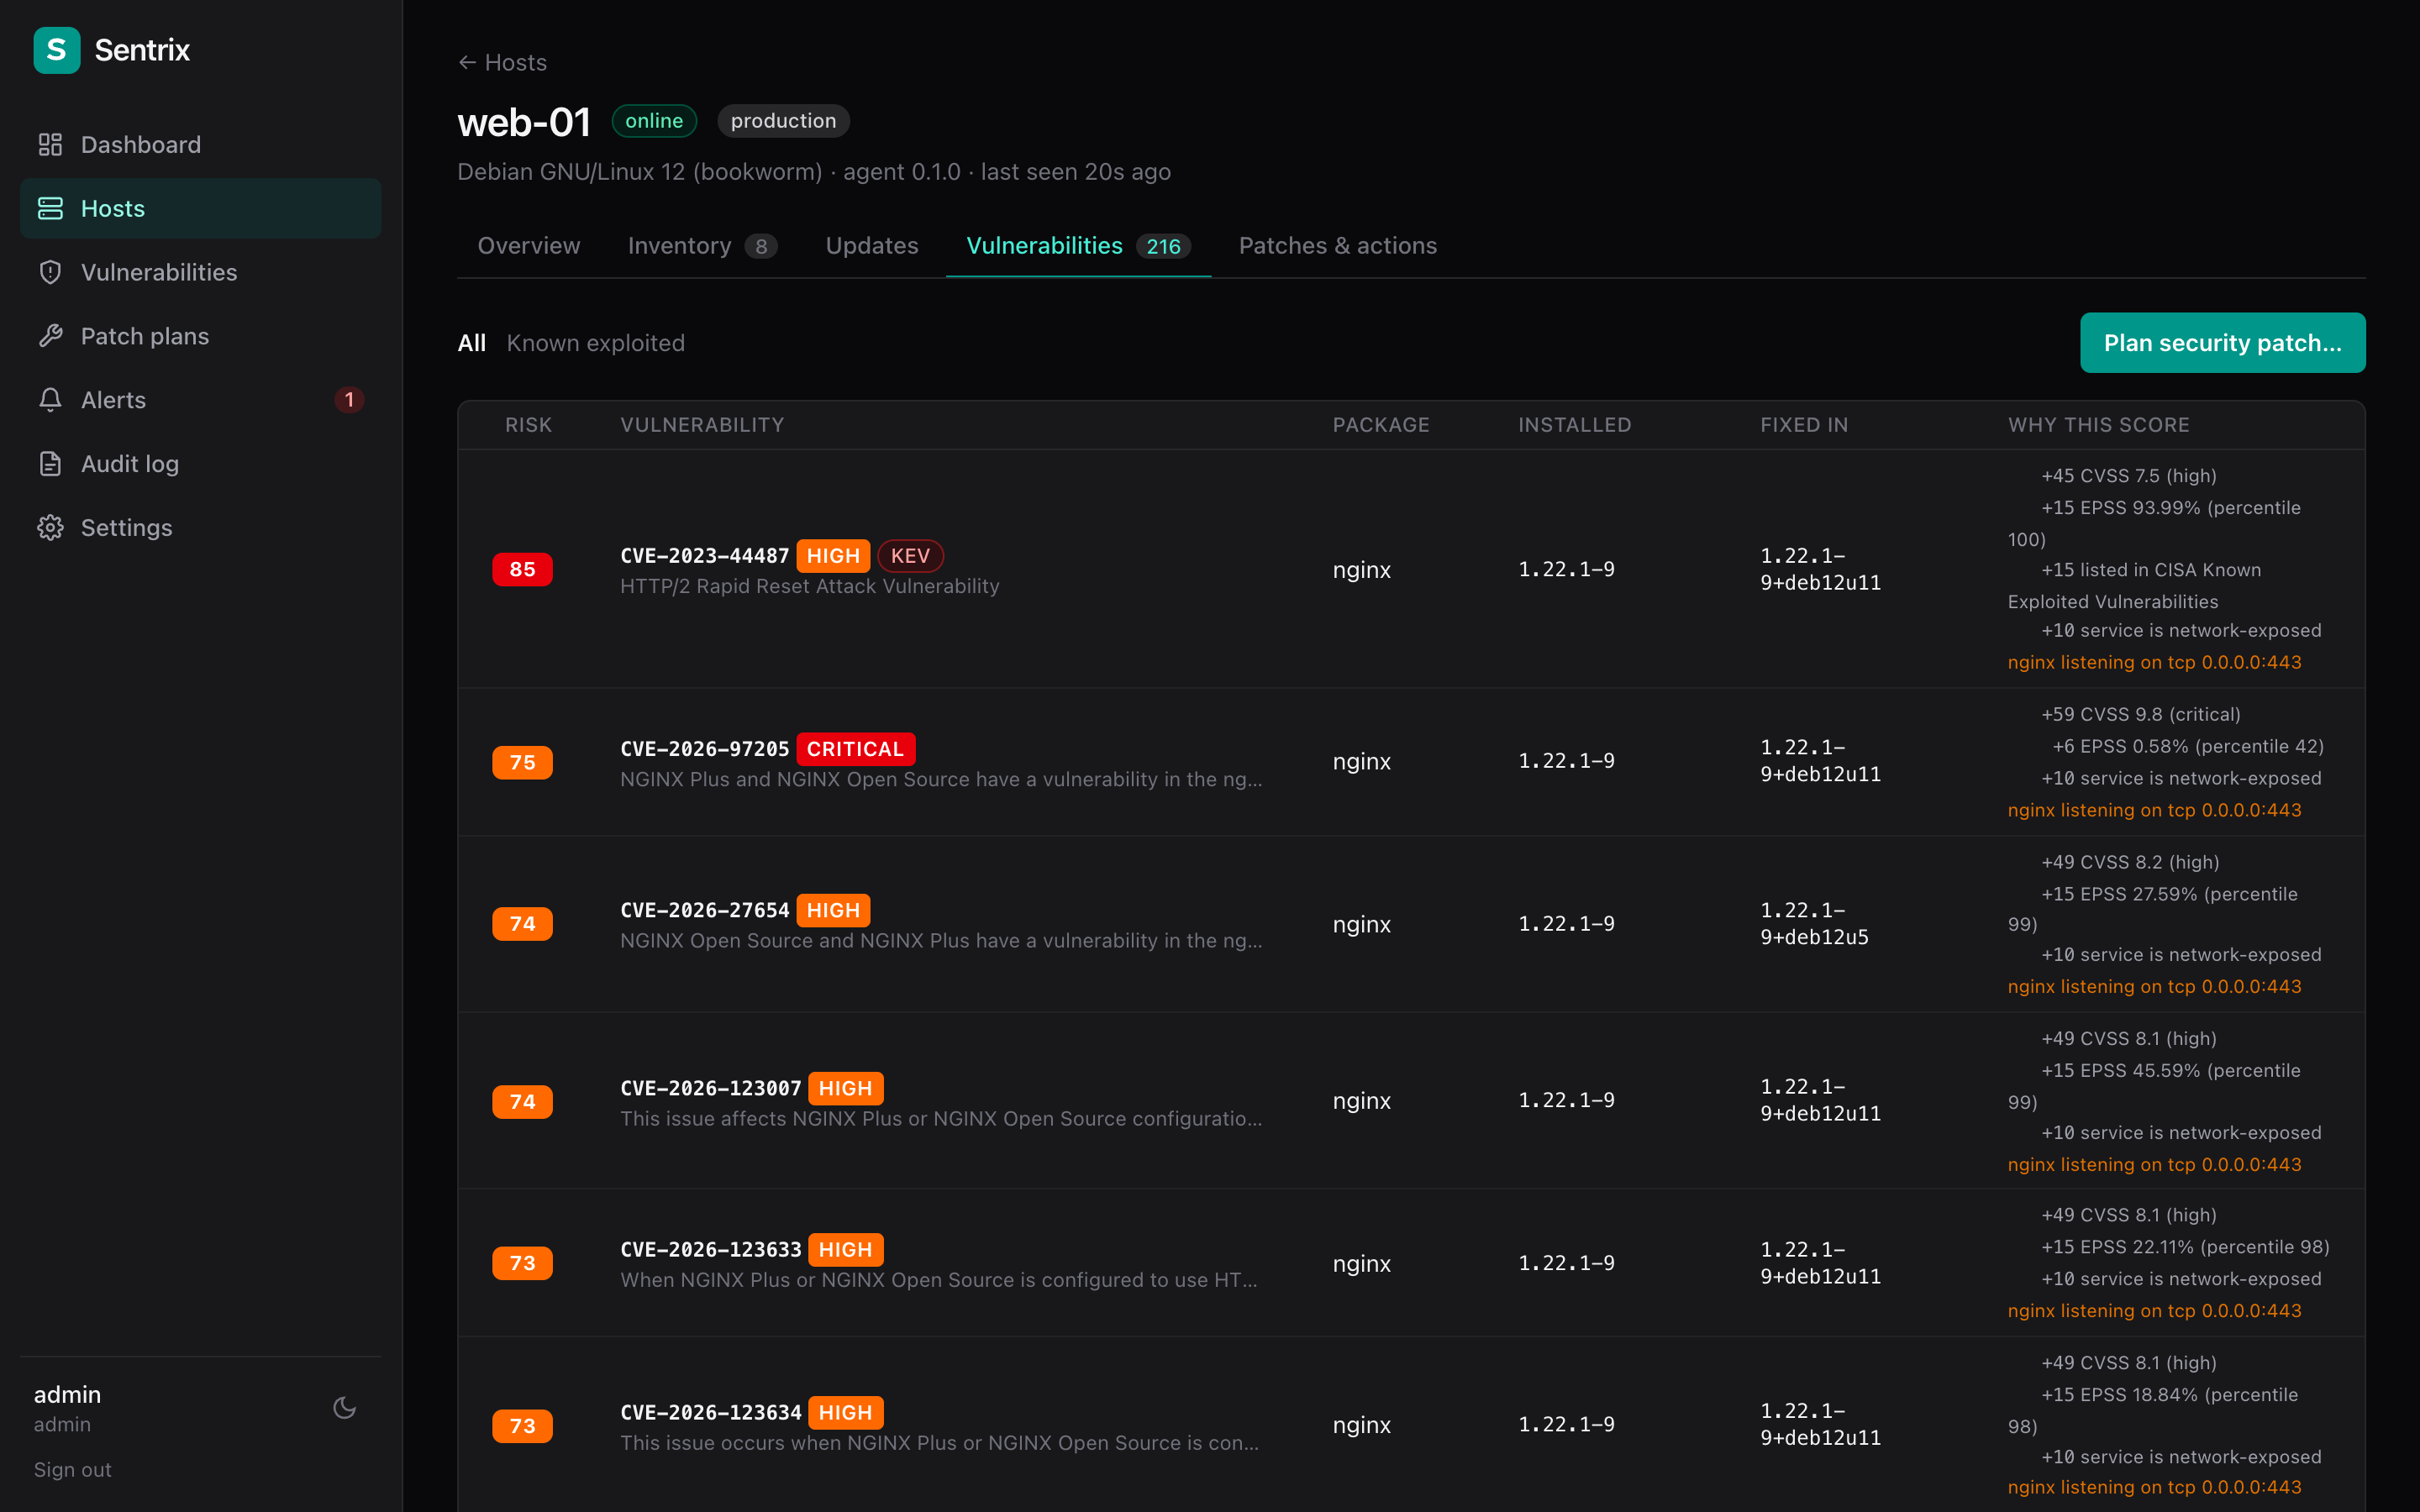 S Sentrix
Dashboard
Hosts
Vulnerabilities
Patch plans
Alerts 1
Audit log
Settings
admin
admin
Sign out
← Hosts
web-01 online production
Debian GNU/Linux 12 (bookworm) · agent 0.1.0 · last seen 20s ago
Overview Inventory 8 Updates Vulnerabilities 216 Patches & actions
All Known exploited Plan security patch...
RISK VULNERABILITY PACKAGE INSTALLED FIXED IN WHY THIS SCORE
85
CVE-2023-44487 HIGH KEV
HTTP/2 Rapid Reset Attack Vulnerability
nginx
1.22.1-9
1.22.1-
9+deb12u11
+45 CVSS 7.5 (high)
+15 EPSS 93.99% (percentile
100)
+15 listed in CISA Known
Exploited Vulnerabilities
+10 service is network-exposed
nginx listening on tcp 0.0.0.0:443
75
CVE-2026-97205 CRITICAL
NGINX Plus and NGINX Open Source have a vulnerability in the ng...
nginx
1.22.1-9
1.22.1-
9+deb12u11
+59 CVSS 9.8 (critical)
+6 EPSS 0.58% (percentile 42)
+10 service is network-exposed
nginx listening on tcp 0.0.0.0:443
74
CVE-2026-27654 HIGH
NGINX Open Source and NGINX Plus have a vulnerability in the ng...
nginx
1.22.1-9
1.22.1-
9+deb12u5
+49 CVSS 8.2 (high)
+15 EPSS 27.59% (percentile
99)
+10 service is network-exposed
nginx listening on tcp 0.0.0.0:443
74
CVE-2026-123007 HIGH
This issue affects NGINX Plus or NGINX Open Source configuratio...
nginx
1.22.1-9
1.22.1-
9+deb12u11
+49 CVSS 8.1 (high)
+15 EPSS 45.59% (percentile
99)
+10 service is network-exposed
nginx listening on tcp 0.0.0.0:443
73
CVE-2026-123633 HIGH
When NGINX Plus or NGINX Open Source is configured to use HT...
nginx
1.22.1-9
1.22.1-
9+deb12u11
+49 CVSS 8.1 (high)
+15 EPSS 22.11% (percentile 98)
+10 service is network-exposed
nginx listening on tcp 0.0.0.0:443
73
CVE-2026-123634 HIGH
This issue occurs when NGINX Plus or NGINX Open Source is con...
nginx
1.22.1-9
1.22.1-
9+deb12u11
+49 CVSS 8.1 (high)
+15 EPSS 18.84% (percentile
98)
+10 service is network-exposed
nginx listening on tcp 0.0.0.0:443